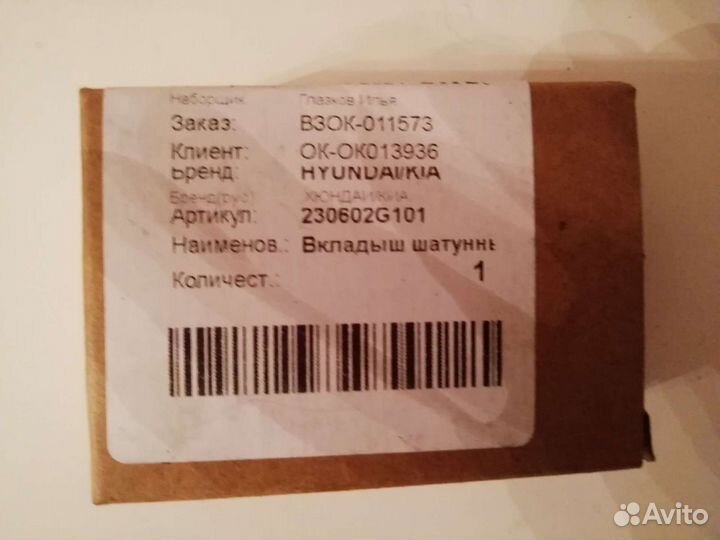 Наборщик Глазков Илья
Заказ: ВЗОК-011573
Клиент: ОК-ОК013936
Бренд: HYUNDAI/KIA
Бренд(рус) ХЮНДАИ/КИА
Артикул: 230602G101
Наименов.: Вкладыш шатунны
Количест.: 1
Avito